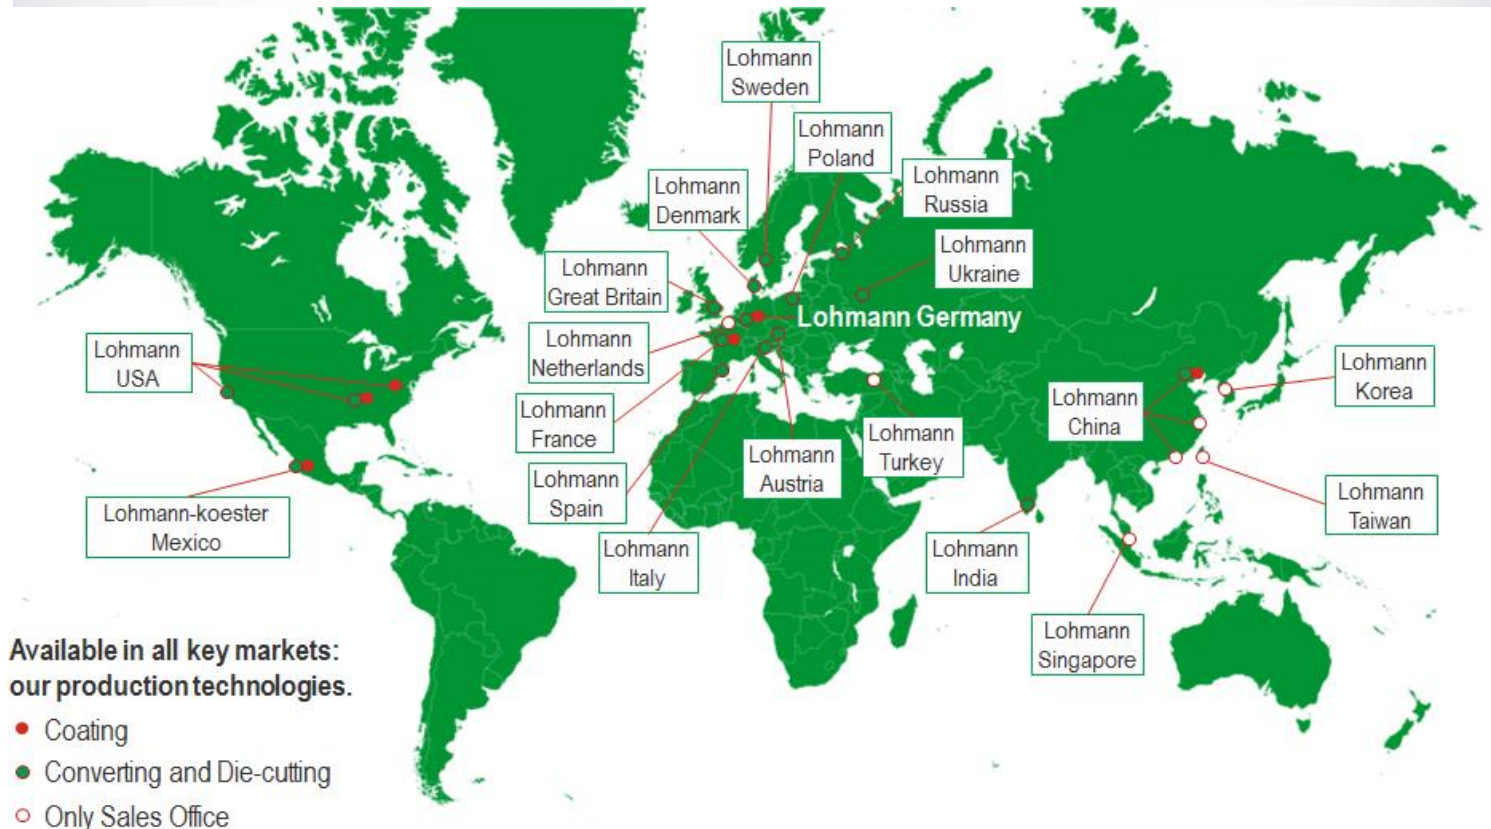 Lohmann
Sweden
Lohmann
Poland
Lohmann
Russia
Lohmann
Denmark
Lohmann
Ukraine
Lohmann
Great Britain
Lohmann Germany
Lohmann
Netherlands
Lohmann
USA
Lohmann
Korea
Lohmann
China
Lohmann
France
Lohmann
Turkey
Lohmann
Austria
Lohmann
Spain
Lohmann
Taiwan
Lohmann-koester
Mexico
Lohmann
Italy
Lohmann
India
Lohmann
Singapore
Available in all key markets:
our production technologies.
Coating
Converting and Die-cutting
Only Sales Office